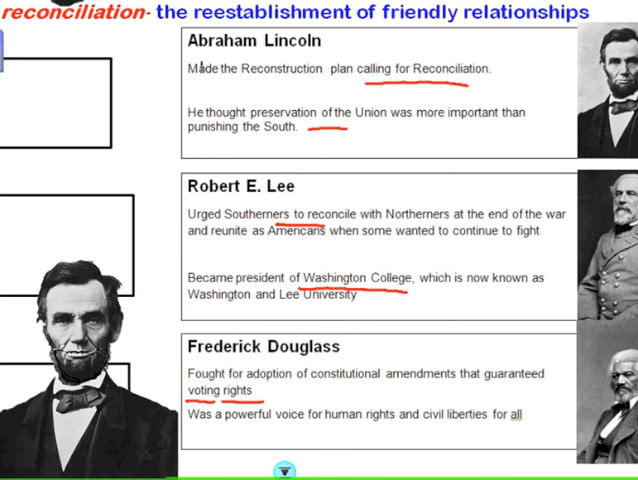 reconciliation- the reestablishment of friendly relationships
Abraham Lincoln
Made the Reconstruction plan calling for Reconciliation.
He thought preservation of the Union was more important than
punishing the South.
Robert E. Lee
Urged Southerners to reconcile with Northerners at the end of the war
and reunite as Americans when some wanted to continue to fight
Became president of Washington College, which is now known as
Washington and Lee University
Frederick Douglass
Fought for adoption of constitutional amendments that guaranteed
voting rights
Was a powerful voice for human rights and civil liberties for all